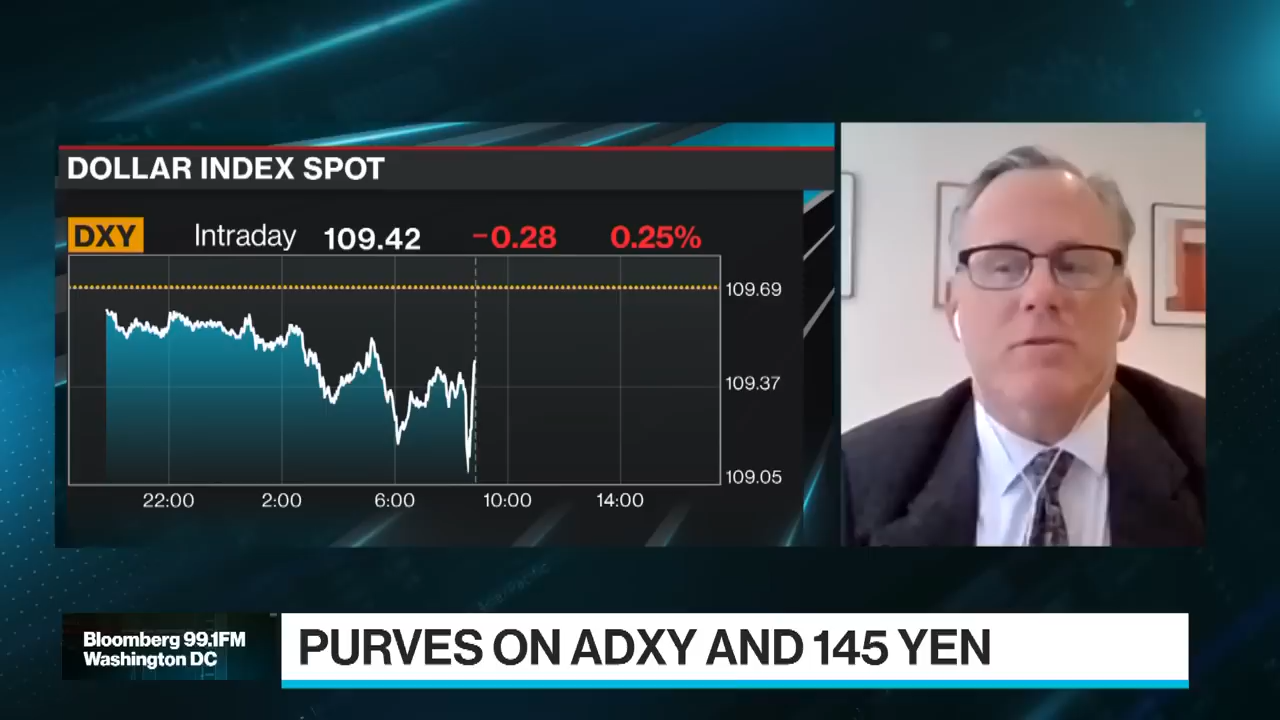 DOLLAR INDEX SPOT
DXY Intraday 109.42 -0.28 0.25%
109.69
109.37
109.05
22:00 2:00 6:00 10:00 14:00
Bloomberg 99.1FM
Washington DC
PURVES ON ADXY AND 145 YEN